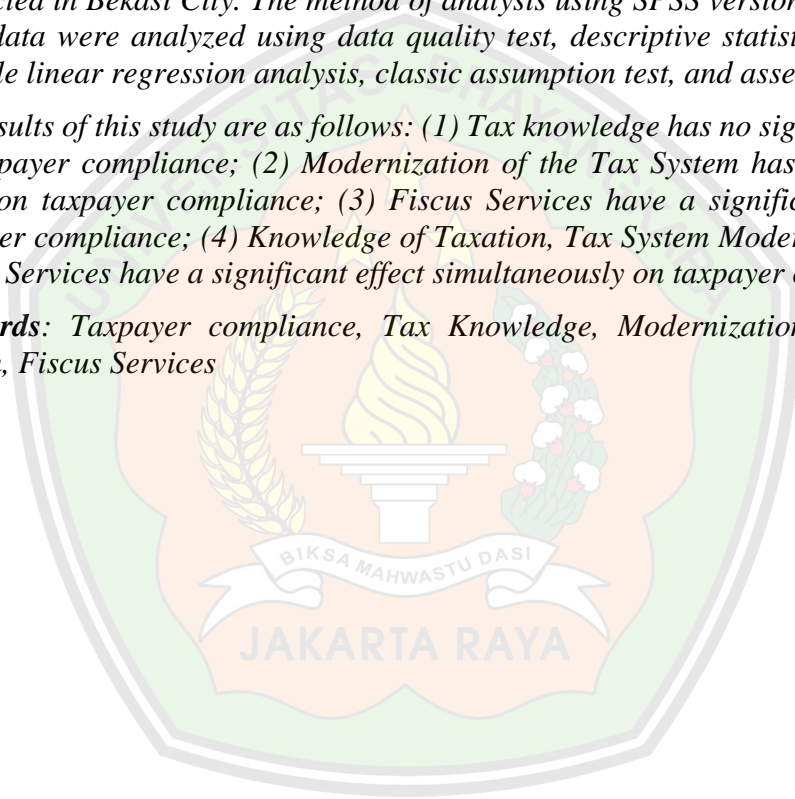 cted in Bekasi City. The method of analysis using SPSS version
data were analyzed using data quality test, descriptive statist
le linear regression analysis, classic assumption test, and asse
sults of this study are as follows: (1) Tax knowledge has no sig
payer compliance; (2) Modernization of the Tax System has
on taxpayer compliance; (3) Fiscus Services have a signific
er compliance; (4) Knowledge of Taxation, Tax System Moder
Services have a significant effect simultaneously on taxpayer
rds: Taxpayer compliance, Tax Knowledge, Modernization
, Fiscus Services
UNIVERSITAS BHAYANGKARA
BIKSA MAHWASTU DASI
JAKARTA RAYA